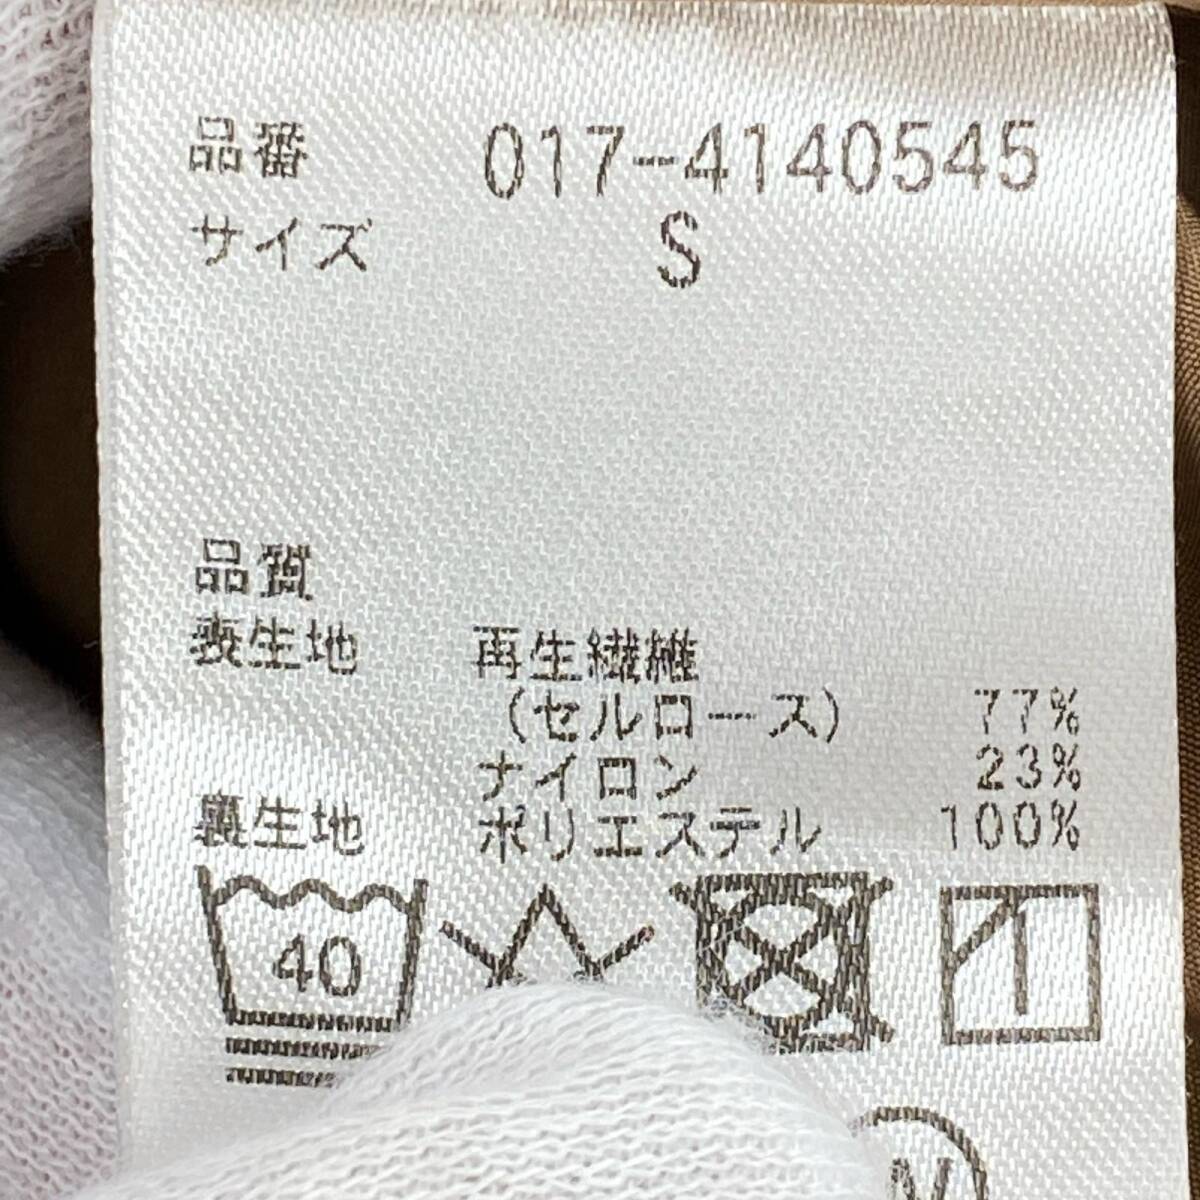 品番 017-4140545
サイズ S
品質
表生地 再生繊維
(セルロース) 77%
ナイロン 23%
裏生地 ポリエステル 100%
40
W